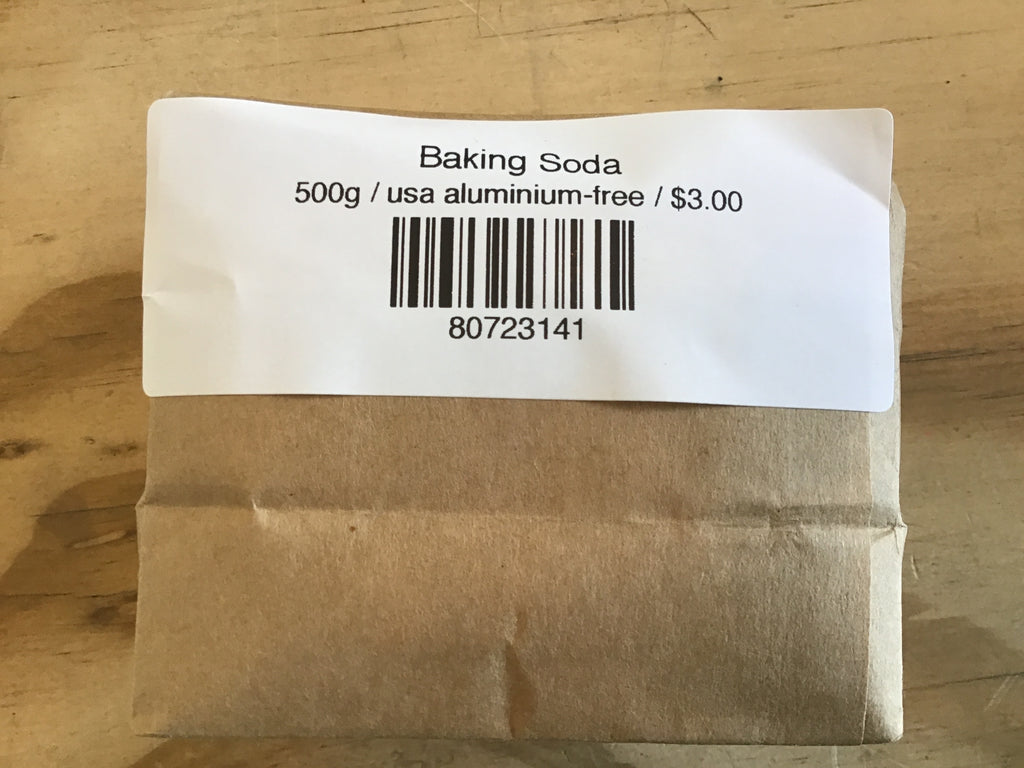 Baking Soda
500g / usa aluminium-free / $3.00
80723141